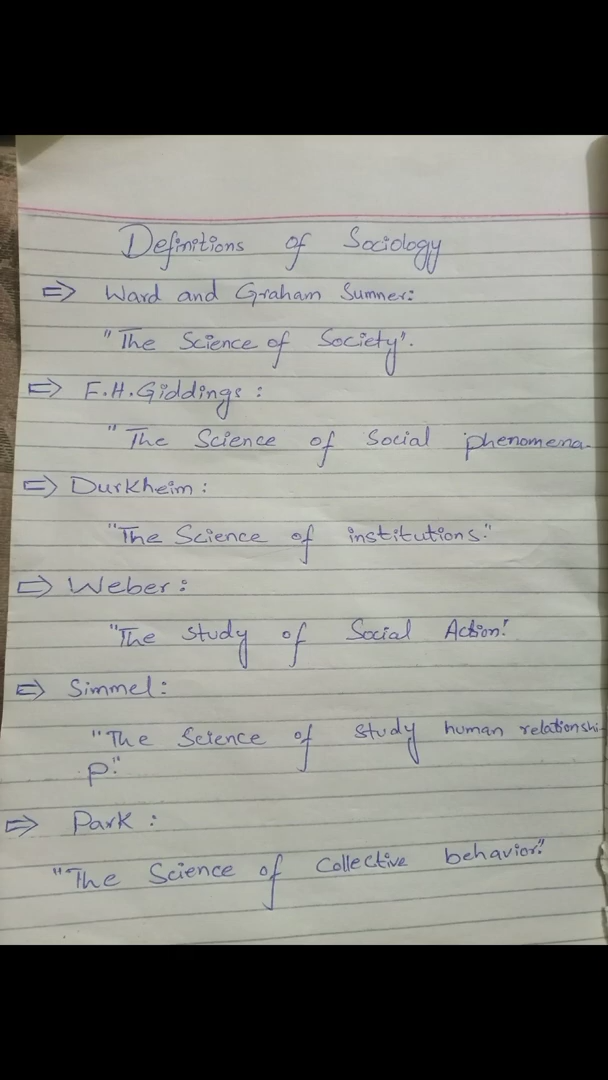 Definitions of Sociology
⇒ Ward and Graham Sumner:
"The Science of Society".
⇒ F.H. Giddings :
"The Science of Social phenomena.
⇒ Durkheim :
"The Science of institutions."
⇒ Weber :
"The study of Social Action."
⇒ Simmel :
"The Science of study human relationshi-
p."
⇒ Park :
"The Science of Collective behavior."